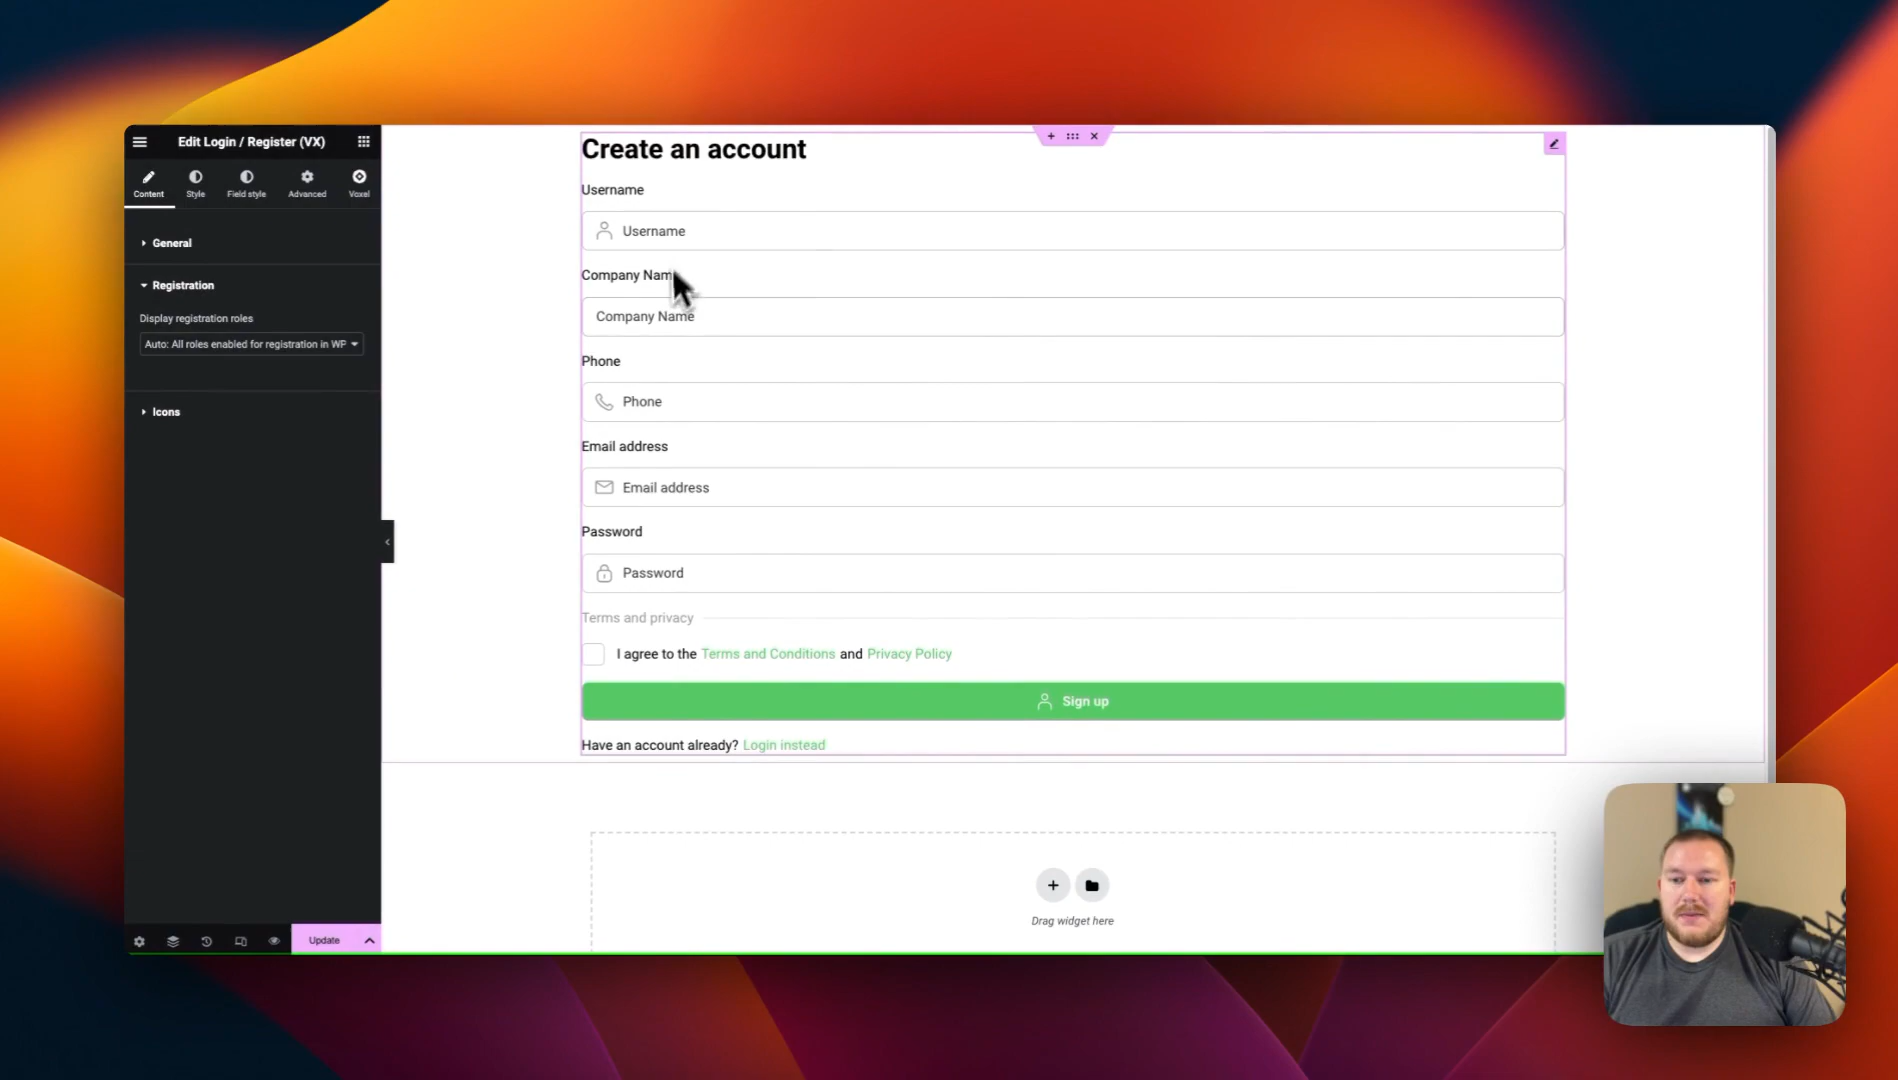 Edit Login / Register (VX)
Content
Style
Field style
Advanced
Voxel
General
Registration
Display registration roles
Auto: All roles enabled for registration in WP
Icons
Update
Create an account
Username
Username
Company Nam
Company Name
Phone
Phone
Email address
Email address
Password
Password
Terms and privacy
I agree to the Terms and Conditions and Privacy Policy
Sign up
Have an account already? Login instead
Drag widget here